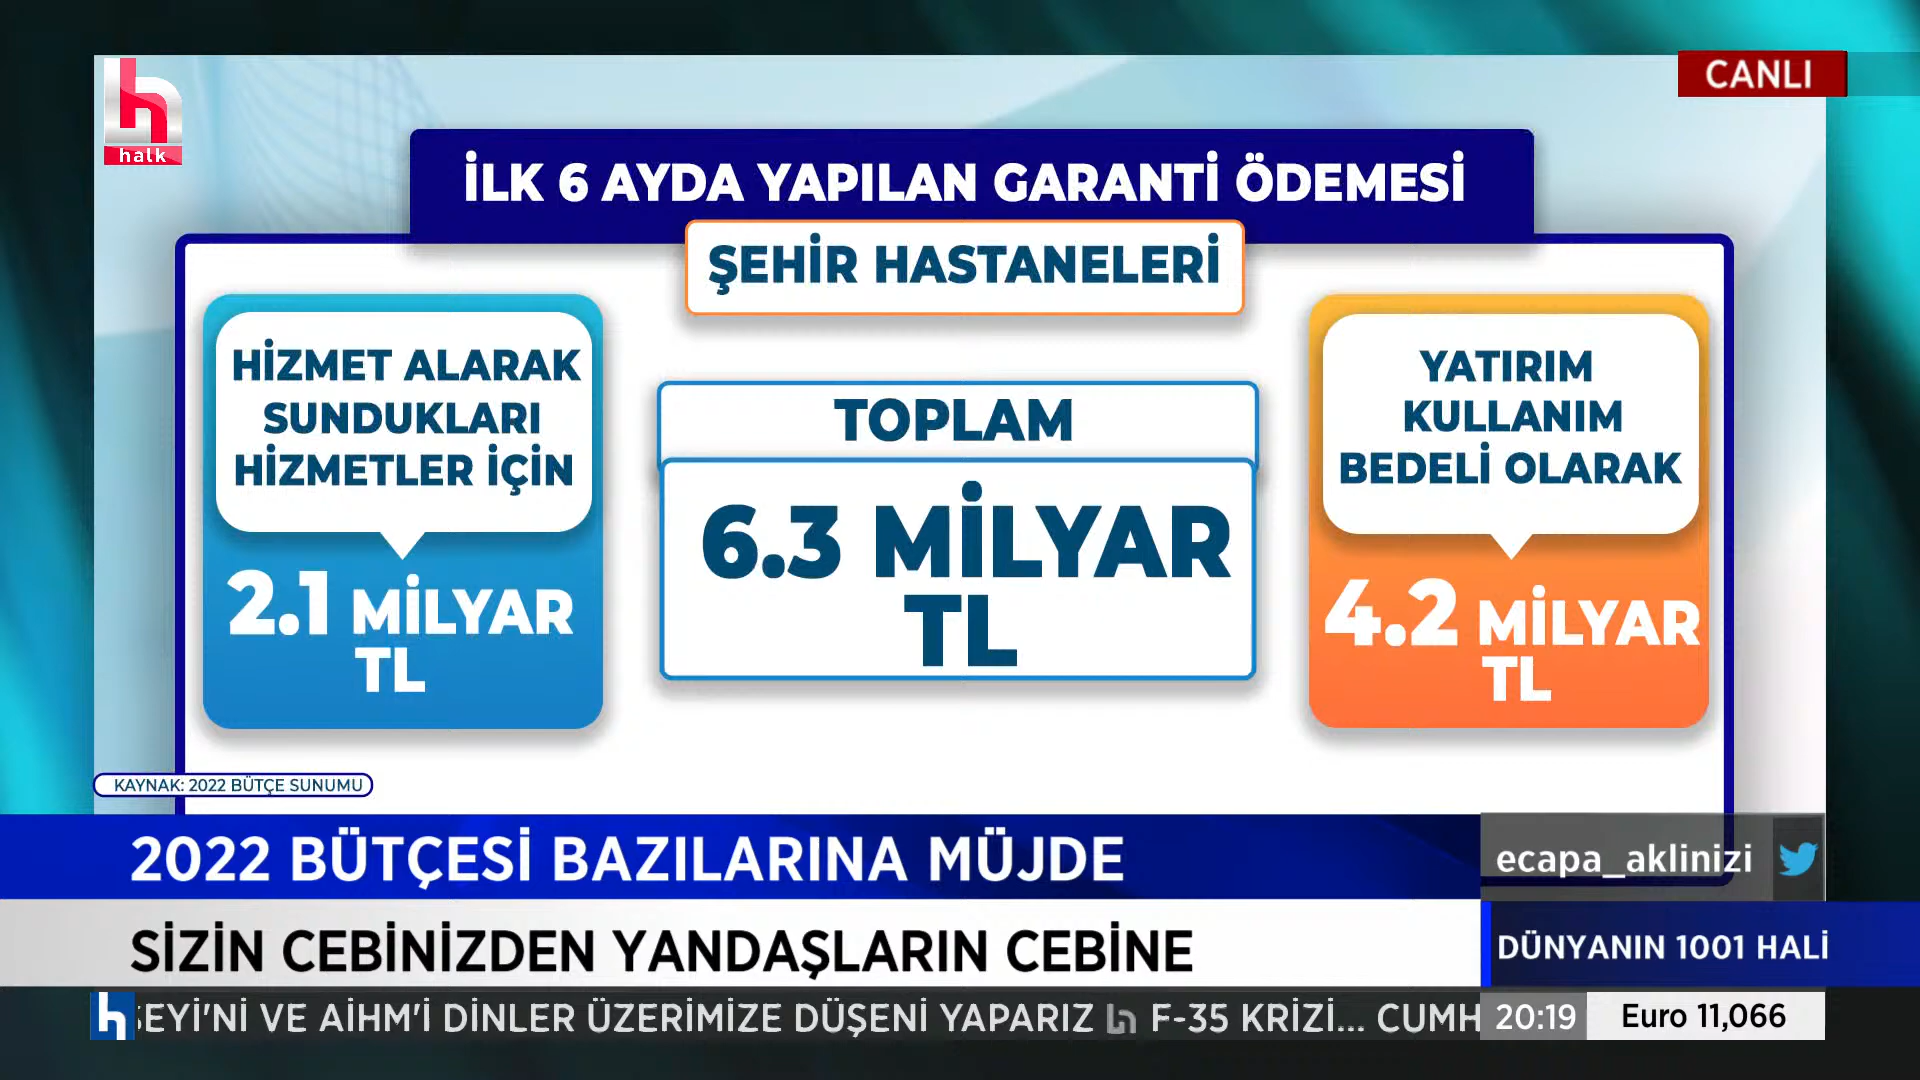 halk
CANLI
İLK 6 AYDA YAPILAN GARANTİ ÖDEMESİ
ŞEHİR HASTANELERİ
HİZMET ALARAK
SUNDUKLARI
HİZMETLER İÇİN
2.1 MİLYAR
TL
TOPLAM
6.3 MİLYAR
TL
YATIRIM
KULLANIM
BEDELİ OLARAK
4.2 MİLYAR
TL
KAYNAK: 2022 BÜTÇE SUNUMU
2022 BÜTÇESİ BAZILARINA MÜJDE
ecapa_aklinizi
SİZİN CEBİNİZDEN YANDAŞLARIN CEBİNE
DÜNYANIN 1001 HALİ
EYİ'Nİ VE AİHM'İ DİNLER ÜZERİMİZE DÜŞENİ YAPARIZ F-35 KRİZİ... CUMH
20:19
Euro 11,066